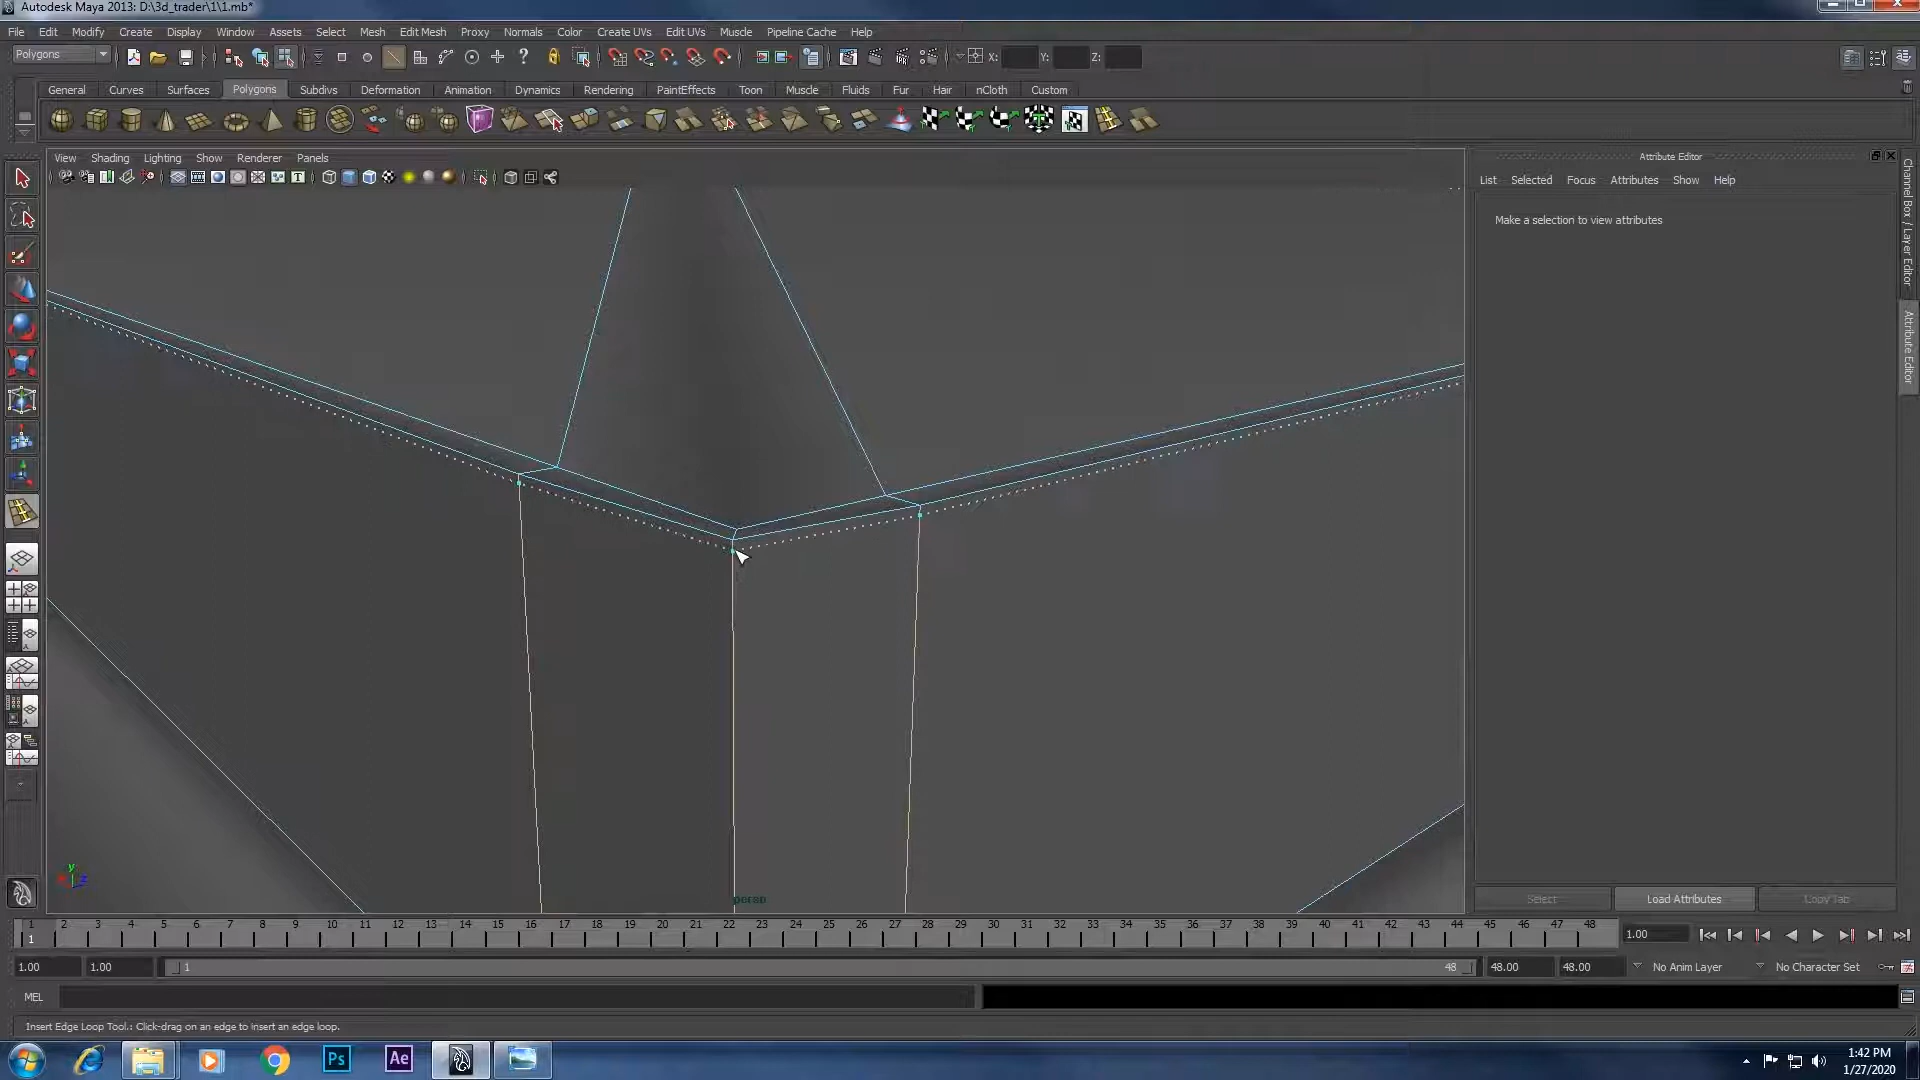 Autodesk Maya 2013: D:\3d_trader\1\1.mb*
File Edit Modify Create Display Window Assets Select Mesh Edit Mesh Proxy Normals Color Create UVs Edit UVs Muscle Pipeline Cache Help
Polygons X: Y: Z:
General Curves Surfaces Polygons Subdivs Deformation Animation Dynamics Rendering PaintEffects Toon Muscle Fluids Fur Hair nCloth Custom
View Shading Lighting Show Renderer Panels
Attribute Editor
List Selected Focus Attributes Show Help
Make a selection to view attributes
Channel Box / Layer Editor
Attribute Editor
persp
Select Load Attributes Copy Tab
1 2 3 4 5 6 7 8 9 10 11 12 13 14 15 16 17 18 19 20 21 22 23 24 25 26 27 28 29 30 31 32 33 34 35 36 37 38 39 40 41 42 43 44 45 46 47 48
1 1.00
1.00 1.00 1 48 48.00 48.00 No Anim Layer No Character Set
MEL
Insert Edge Loop Tool.: Click-drag on an edge to insert an edge loop.
Ps Ae
1:42 PM
1/27/2020